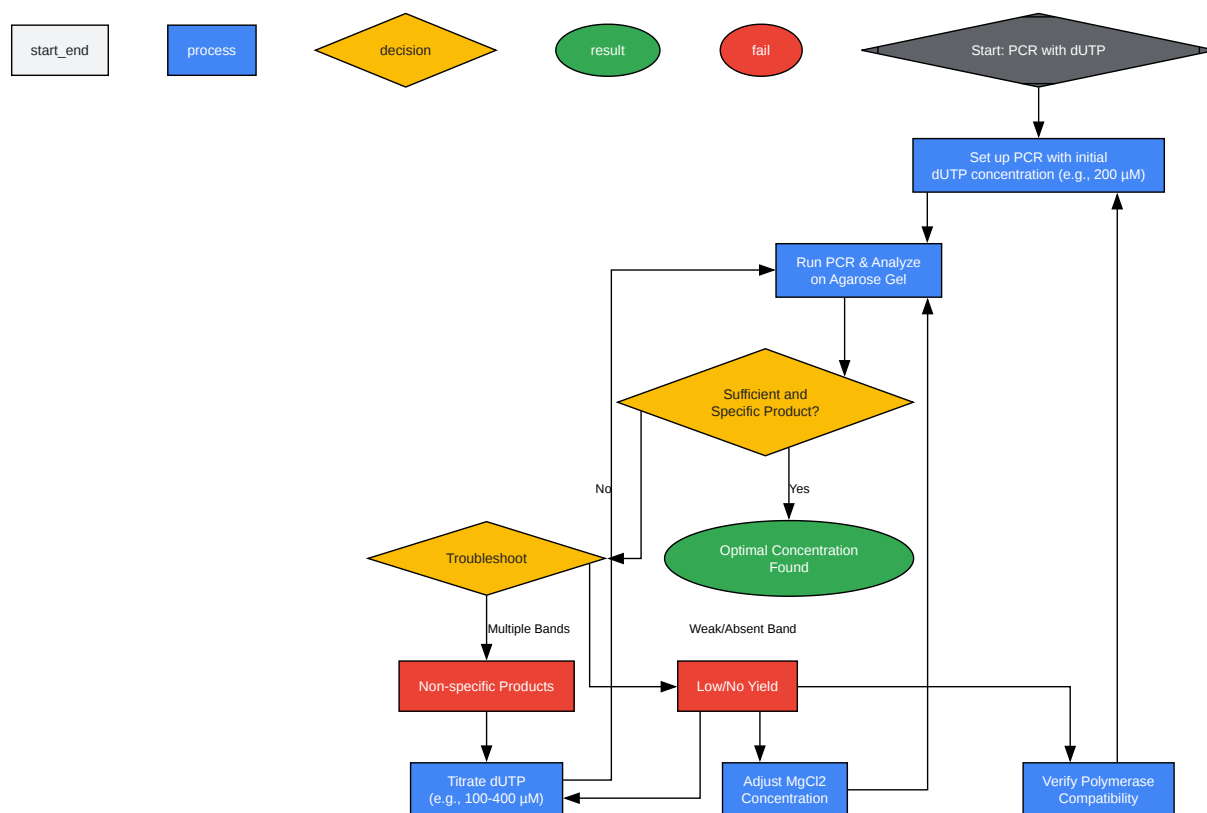 start_end
process
decision
result
fail
Start: PCR with dUTP
Set up PCR with initial
dUTP concentration (e.g., 200 µM)
Run PCR & Analyze
on Agarose Gel
Sufficient and
Specific Product?
No
Yes
Troubleshoot
Optimal Concentration
Found
Multiple Bands
Weak/Absent Band
Non-specific Products
Low/No Yield
Titrate dUTP
(e.g., 100-400 µM)
Adjust MgCl2
Concentration
Verify Polymerase
Compatibility